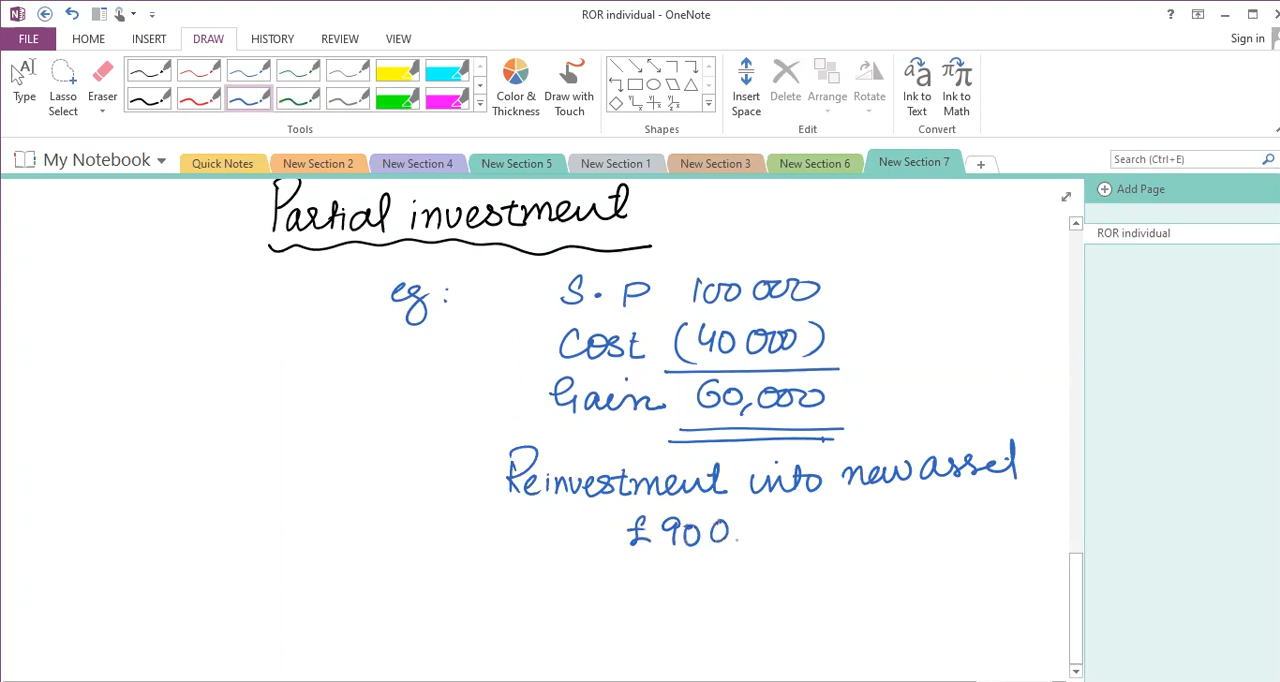 ROR individual - OneNote
? Sign in
FILE HOME INSERT DRAW HISTORY REVIEW VIEW
Type Lasso Select Eraser Color & Thickness Draw with Touch Insert Space Delete Arrange Rotate Ink to Text Ink to Math
Tools Shapes Edit Convert
My Notebook Quick Notes New Section 2 New Section 4 New Section 5 New Section 1 New Section 3 New Section 6 New Section 7 Search (Ctrl+E)
Add Page
ROR individual
Partial investment
eg: S.P 100 000
Cost (40 000)
Gain 60,000
Reinvestment into new asset
£900